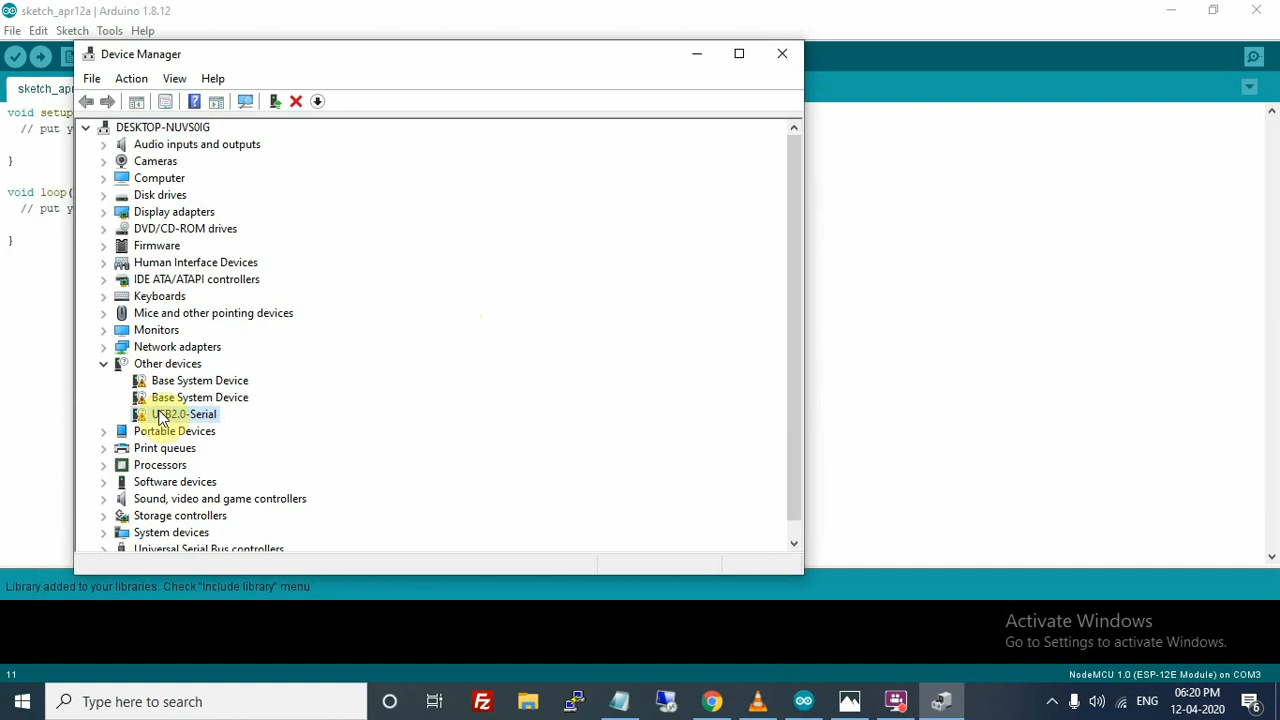 sketch_apr12a | Arduino 1.8.12
File Edit Sketch Tools Help
Device Manager
sketch_apr
File Action View Help
void setup
// put y
}
void loop(
// put y
}
DESKTOP-NUVS0IG
Audio inputs and outputs
Cameras
Computer
Disk drives
Display adapters
DVD/CD-ROM drives
Firmware
Human Interface Devices
IDE ATA/ATAPI controllers
Keyboards
Mice and other pointing devices
Monitors
Network adapters
Other devices
Base System Device
Base System Device
USB2.0-Serial
Portable Devices
Print queues
Processors
Software devices
Sound, video and game controllers
Storage controllers
System devices
Universal Serial Bus controllers
Library added to your libraries. Check "Include library" menu
Activate Windows
Go to Settings to activate Windows.
11 NodeMCU 1.0 (ESP-12E Module) on COM3
Type here to search
ENG
06:20 PM
12-04-2020
6